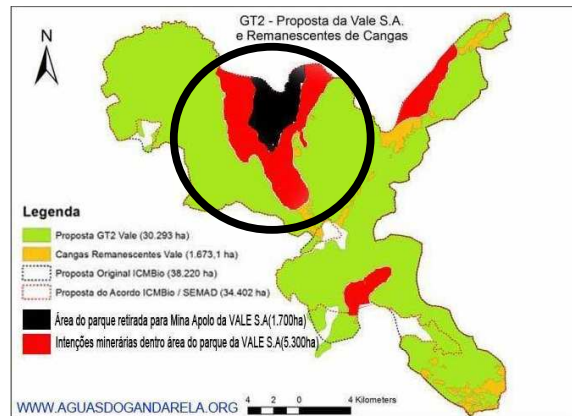 GT2 - Proposta da Vale S.A.
e Remanescentes de Cangas
N
Legenda
Proposta GT2 Vale (30.293 ha)
Cangas Remanescentes Vale (1.673,1 ha)
Proposta Original ICMBio (38.220 ha)
Proposta do Acordo ICMBio / SEMAD (34.402 ha)
Área do parque retirada para Mina Apolo da VALE S.A(1.700ha)
Intenções minerárias dentro área do parque da VALE S.A(5.300ha)
WWW.AGUASDOGANDARELA.ORG
4 2 0 4 Kilometers